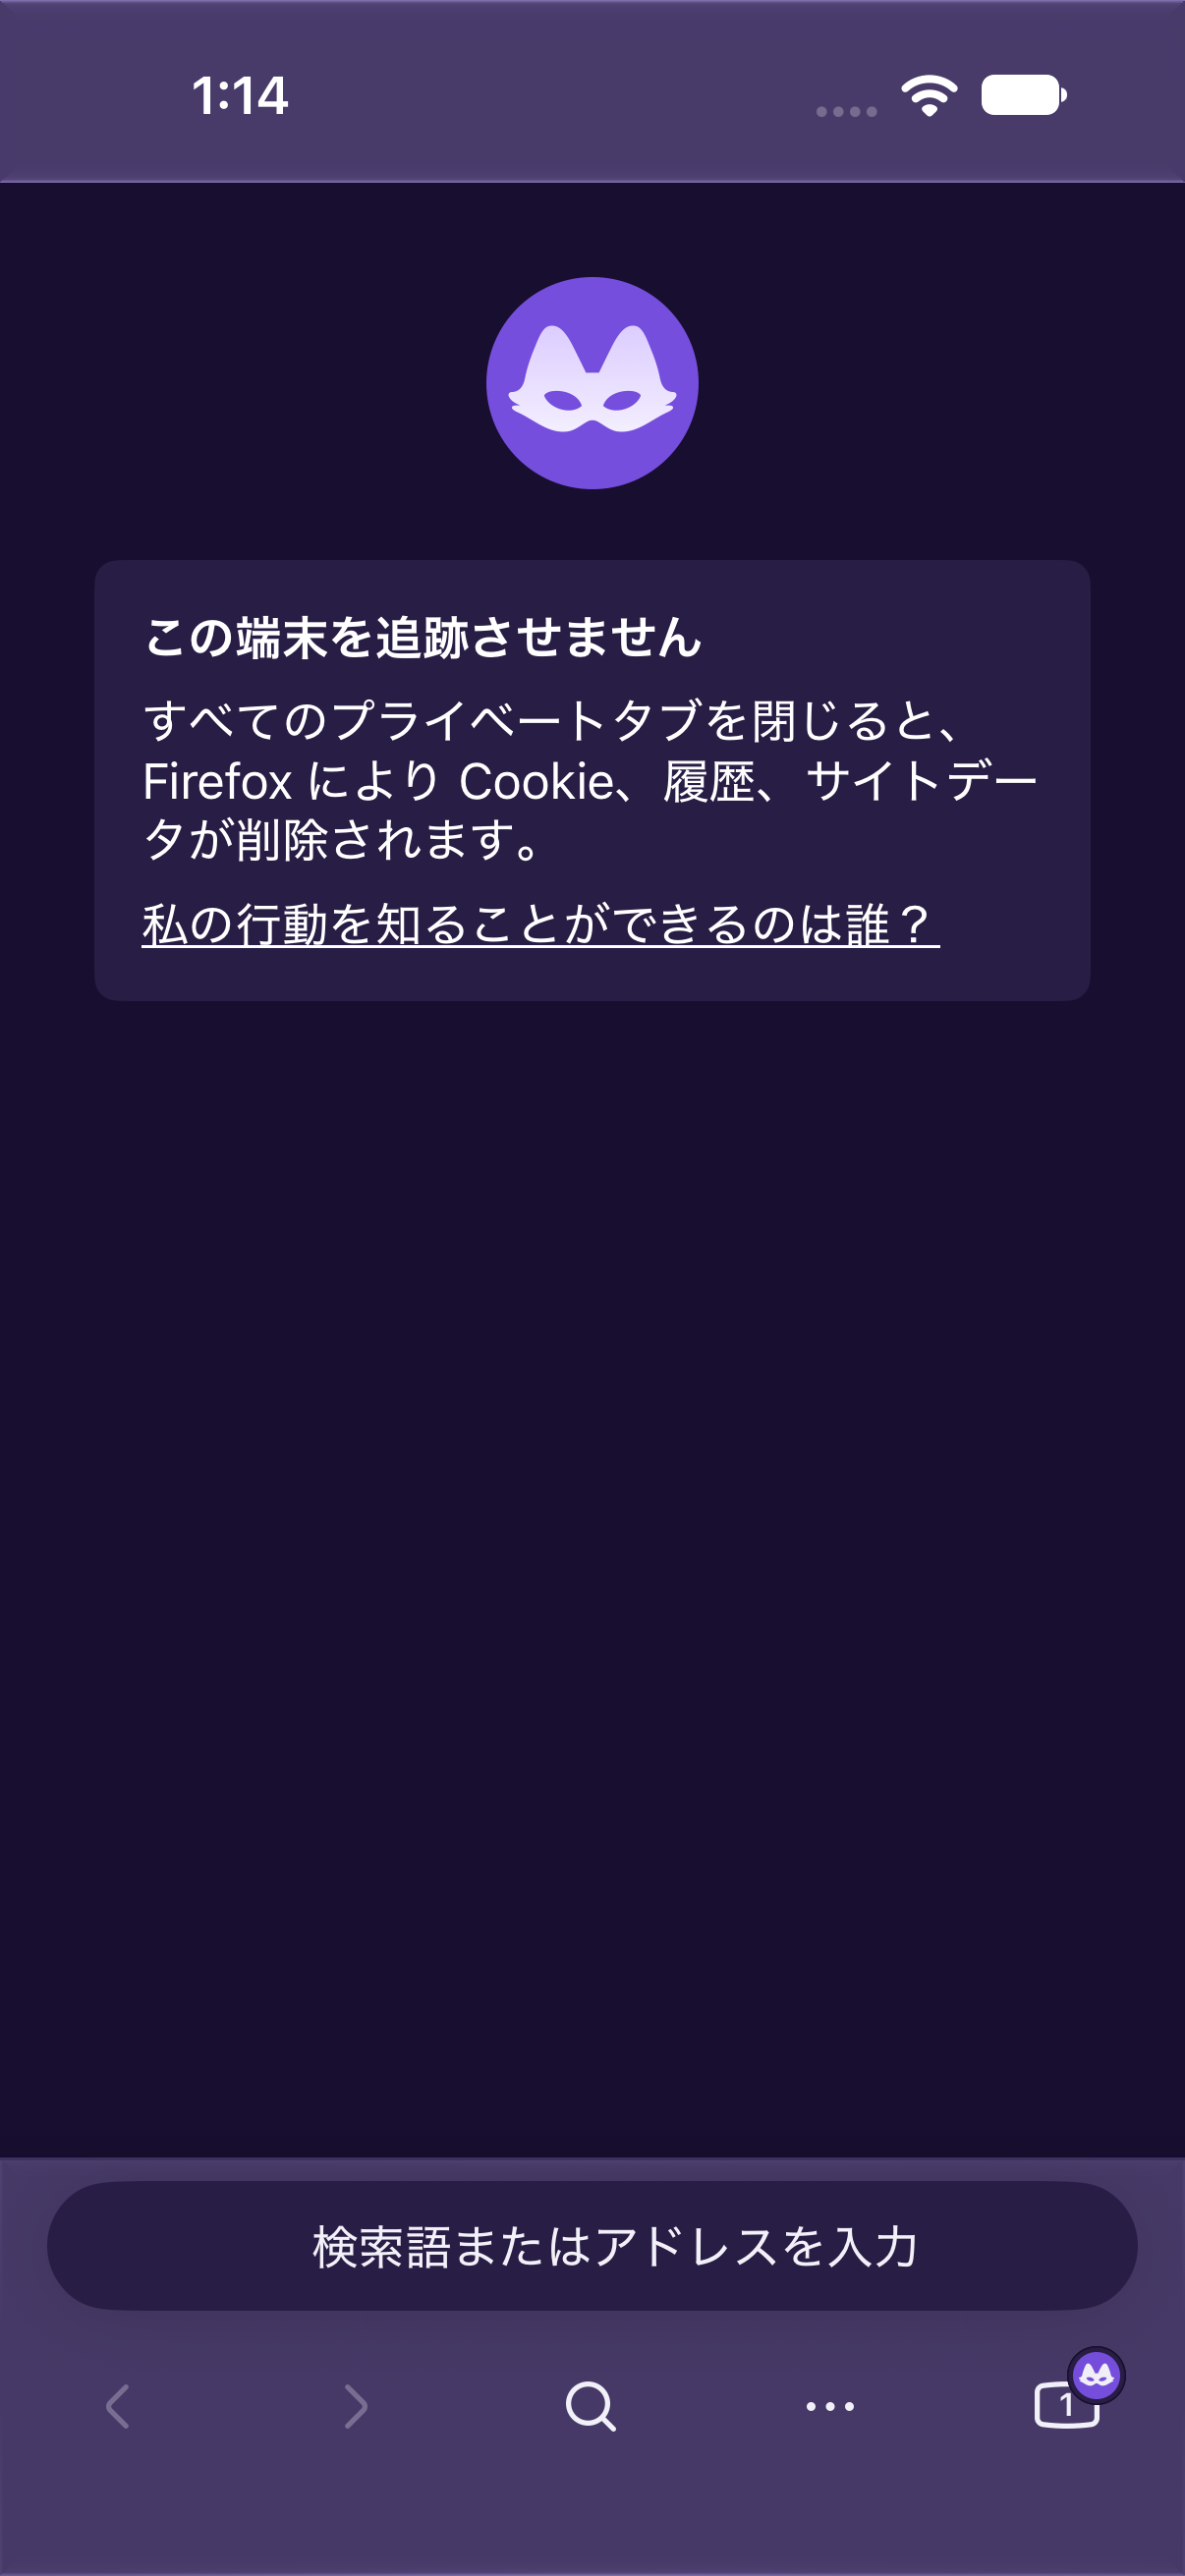 1:14
この端末を追跡させません
すべてのプライベートタブを閉じると、
Firefox により Cookie、履歴、サイトデー
タが削除されます。
私の行動を知ることができるのは誰？
検索語またはアドレスを入力
1